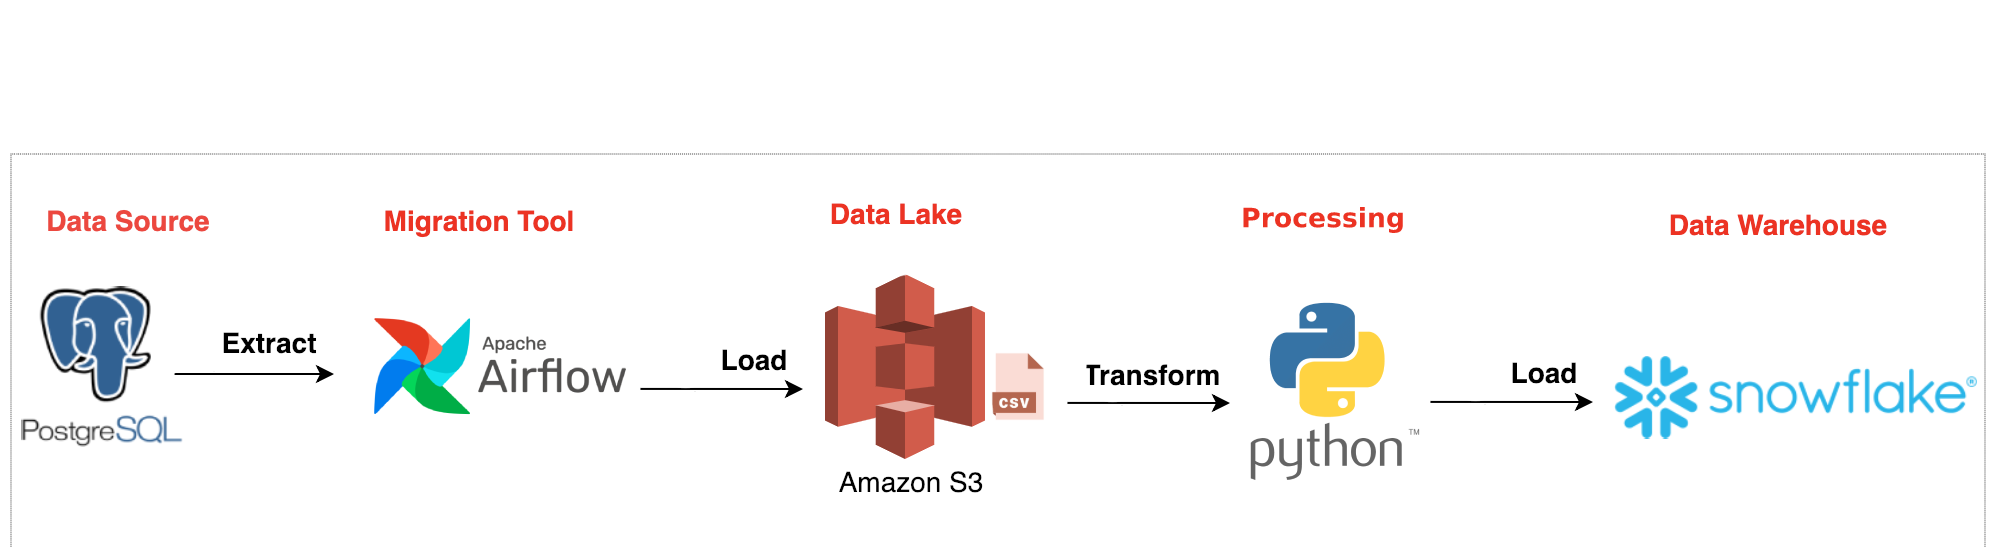 Data Source
Migration Tool
Data Lake
Processing
Data Warehouse
PostgreSQL
Extract
Apache
Airflow
Load
CSV
Amazon S3
Transform
python™
Load
snowflake®